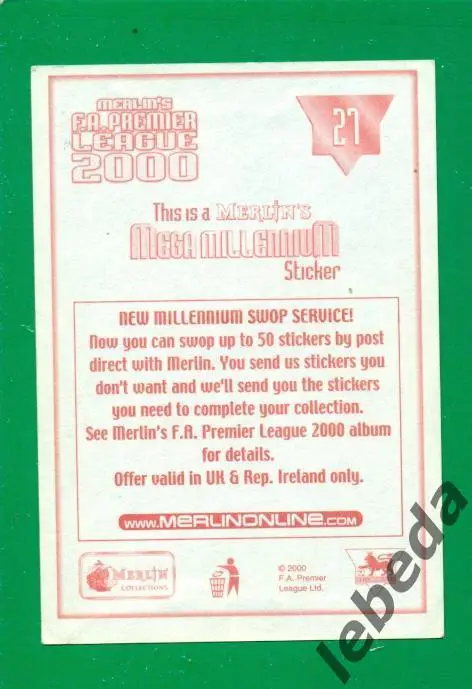 MERLIN'S
F.A. PREMIER
LEAGUE
2000
27
This is a MERLIN'S
MEGA MILLENNIUM
Sticker
NEW MILLENNIUM SWOP SERVICE!
Now you can swop up to 50 stickers by post
direct with Merlin. You send us stickers you
don't want and we'll send you the stickers
you need to complete your collection.
See Merlin's F.A. Premier League 2000 album
for details.
Offer valid in UK & Rep. Ireland only.
WWW.MERLINONLINE.COM
MERLIN
COLLECTIONS
© 2000
F.A. Premier
League Ltd.
lebeda